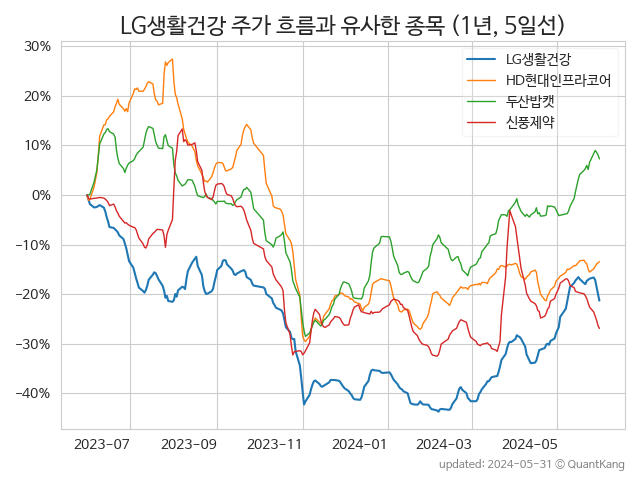 LG생활건강 주가 흐름과 유사한 종목 (1년, 5일선)
30%
20%
10%
0%
−10%
−20%
−30%
−40%
LG생활건강
HD현대인프라코어
두산밥캣
신풍제약
2023-07 2023-09 2023-11 2024-01 2024-03 2024-05
updated: 2024-05-31 © QuantKang